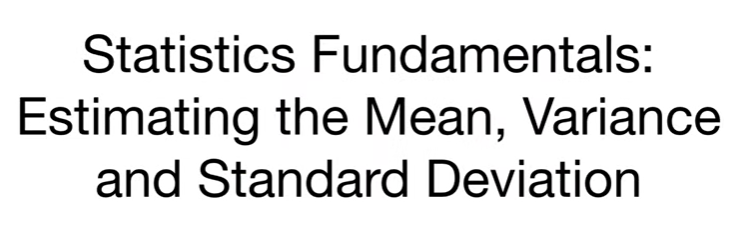 Statistics Fundamentals:
Estimating the Mean, Variance
and Standard Deviation